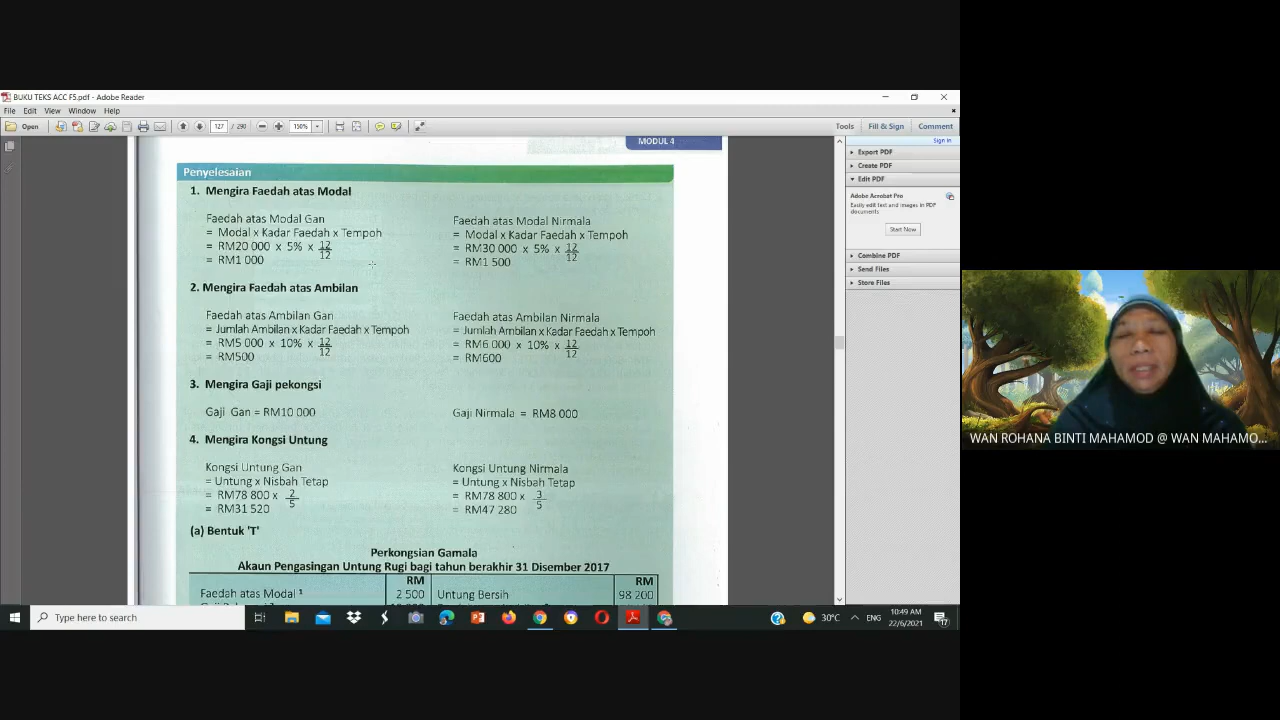 BUKU TEKS ACC F5.pdf - Adobe Reader
File Edit View Window Help
Open 127 / 290 150% Tools Fill & Sign Comment
MODUL 4
Sign In
Export PDF
Create PDF
Edit PDF
Adobe Acrobat Pro
Easily edit text and images in PDF
documents
Start Now
Combine PDF
Send Files
Store Files
Penyelesaian
1. Mengira Faedah atas Modal
Faedah atas Modal Gan
= Modal x Kadar Faedah x Tempoh
= RM20 000 x 5% x 12/12
= RM1 000
Faedah atas Modal Nirmala
= Modal x Kadar Faedah x Tempoh
= RM30 000 x 5% x 12/12
= RM1 500
2. Mengira Faedah atas Ambilan
Faedah atas Ambilan Gan
= Jumlah Ambilan x Kadar Faedah x Tempoh
= RM5 000 x 10% x 12/12
= RM500
Faedah atas Ambilan Nirmala
= Jumlah Ambilan x Kadar Faedah x Tempoh
= RM6 000 x 10% x 12/12
= RM600
3. Mengira Gaji pekongsi
Gaji Gan = RM10 000
Gaji Nirmala = RM8 000
4. Mengira Kongsi Untung
Kongsi Untung Gan
= Untung x Nisbah Tetap
= RM78 800 x 2/5
= RM31 520
Kongsi Untung Nirmala
= Untung x Nisbah Tetap
= RM78 800 x 3/5
= RM47 280
(a) Bentuk 'T'
Perkongsian Gamala
Akaun Pengasingan Untung Rugi bagi tahun berakhir 31 Disember 2017
RM RM
Faedah atas Modal ¹ 2 500 Untung Bersih 98 200
WAN ROHANA BINTI MAHAMOD @ WAN MAHAMO...
Type here to search
30°C ENG
10:49 AM
22/6/2021
17